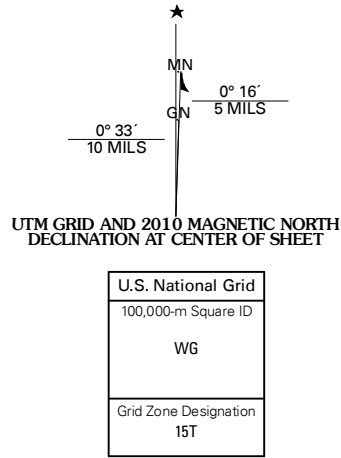 ★
MN
0° 16´
5 MILS
GN
0° 33´
10 MILS
UTM GRID AND 2010 MAGNETIC NORTH
DECLINATION AT CENTER OF SHEET
U.S. National Grid
100,000-m Square ID
WG
Grid Zone Designation
15T